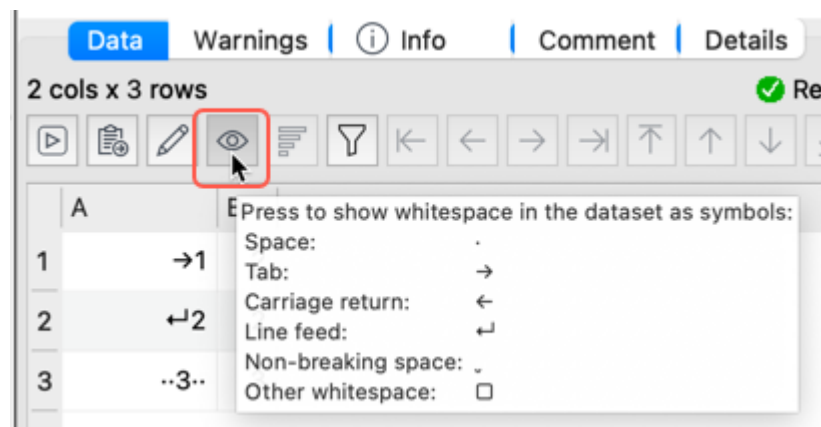 Data Warnings Info Comment Details
2 cols x 3 rows Re
A E
Press to show whitespace in the dataset as symbols:
Space: ·
Tab: →
Carriage return: ←
Line feed: ↵
Non-breaking space: ˬ
Other whitespace: ▢
1 →1
2 ↵2
3 ··3··